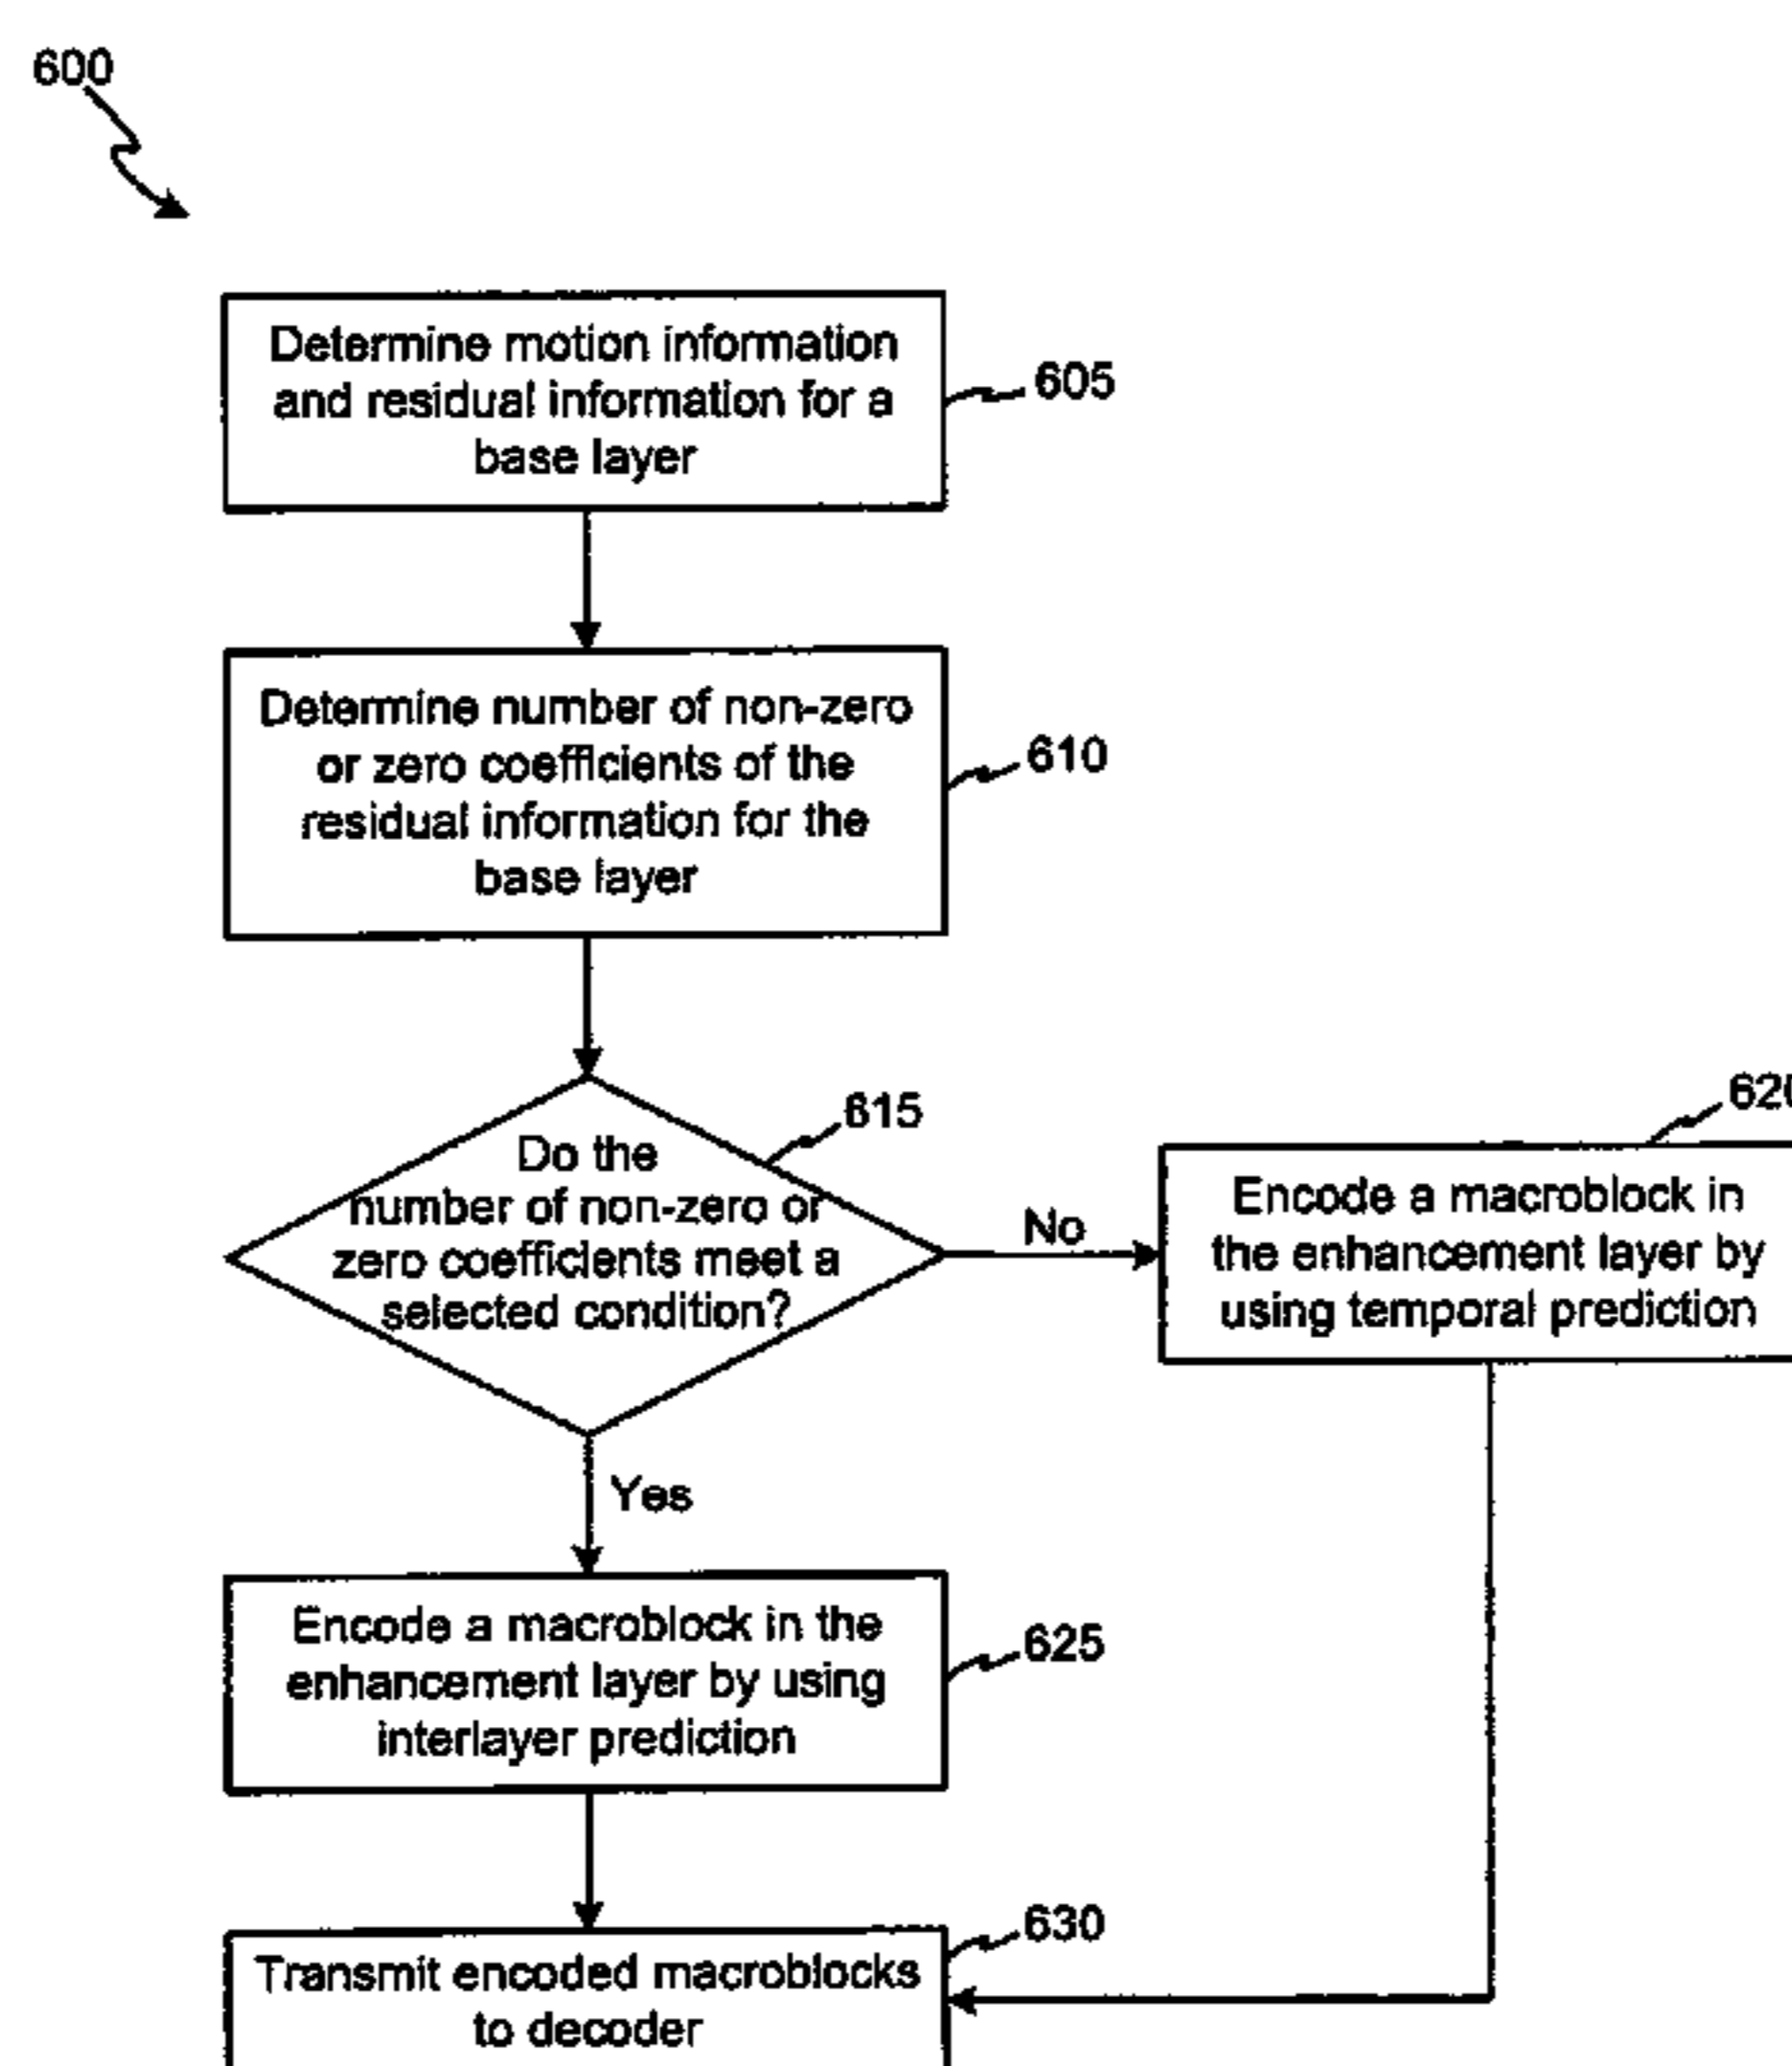 600
Determine motion information
and residual information for a
base layer
605
Determine number of non-zero
or zero coefficients of the
residual information for the
base layer
610
Do the
number of non-zero or
zero coefficients meet a
selected condition?
615
No
620
Encode a macroblock in
the enhancement layer by
using temporal prediction
Yes
Encode a macroblock in the
enhancement layer by using
interlayer prediction
625
Transmit encoded macroblocks
to decoder
630